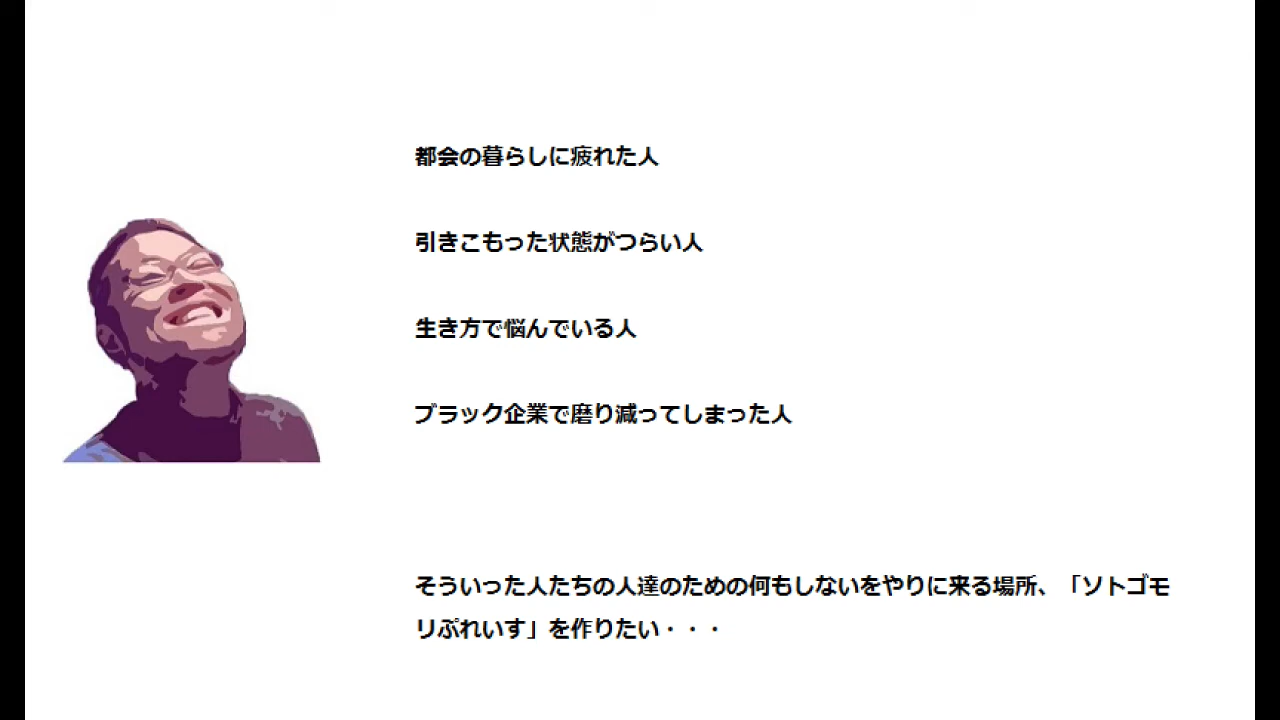 都会の暮らしに疲れた人
引きこもった状態がつらい人
生き方で悩んでいる人
ブラック企業で磨り減ってしまった人
そういった人たちの人達のための何もしないをやりに来る場所、「ソトゴモ
リぷれいす」を作りたい・・・